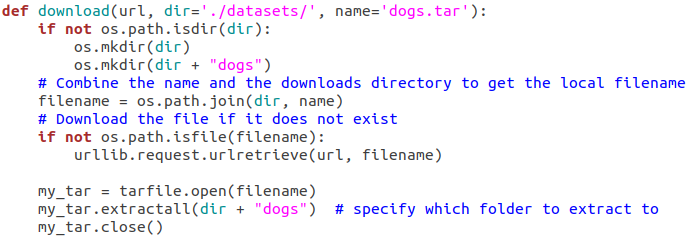 def download(url, dir='./datasets/', name='dogs.tar'):
    if not os.path.isdir(dir):
        os.mkdir(dir)
        os.mkdir(dir + "dogs")
    # Combine the name and the downloads directory to get the local filename
    filename = os.path.join(dir, name)
    # Download the file if it does not exist
    if not os.path.isfile(filename):
        urllib.request.urlretrieve(url, filename)

    my_tar = tarfile.open(filename)
    my_tar.extractall(dir + "dogs")  # specify which folder to extract to
    my_tar.close()